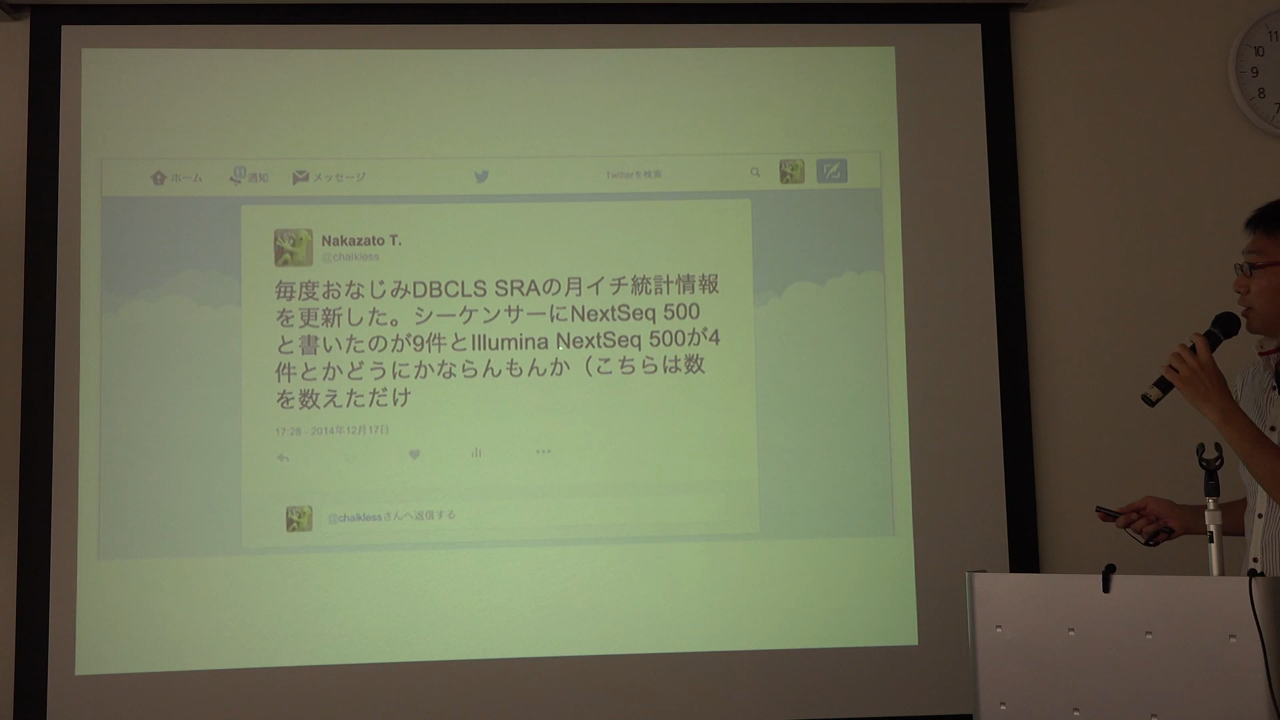 ホーム 通知 メッセージ Twitterを検索
Nakazato T.
@chalkless
毎度おなじみDBCLS SRAの月イチ統計情報
を更新した。シーケンサーにNextSeq 500
と書いたのが9件とIllumina NextSeq 500が4
件とかどうにかならんもんか（こちらは数
を数えただけ
17:28 - 2014年12月17日
@chalklessさんへ返信する
11
10
9
8
7